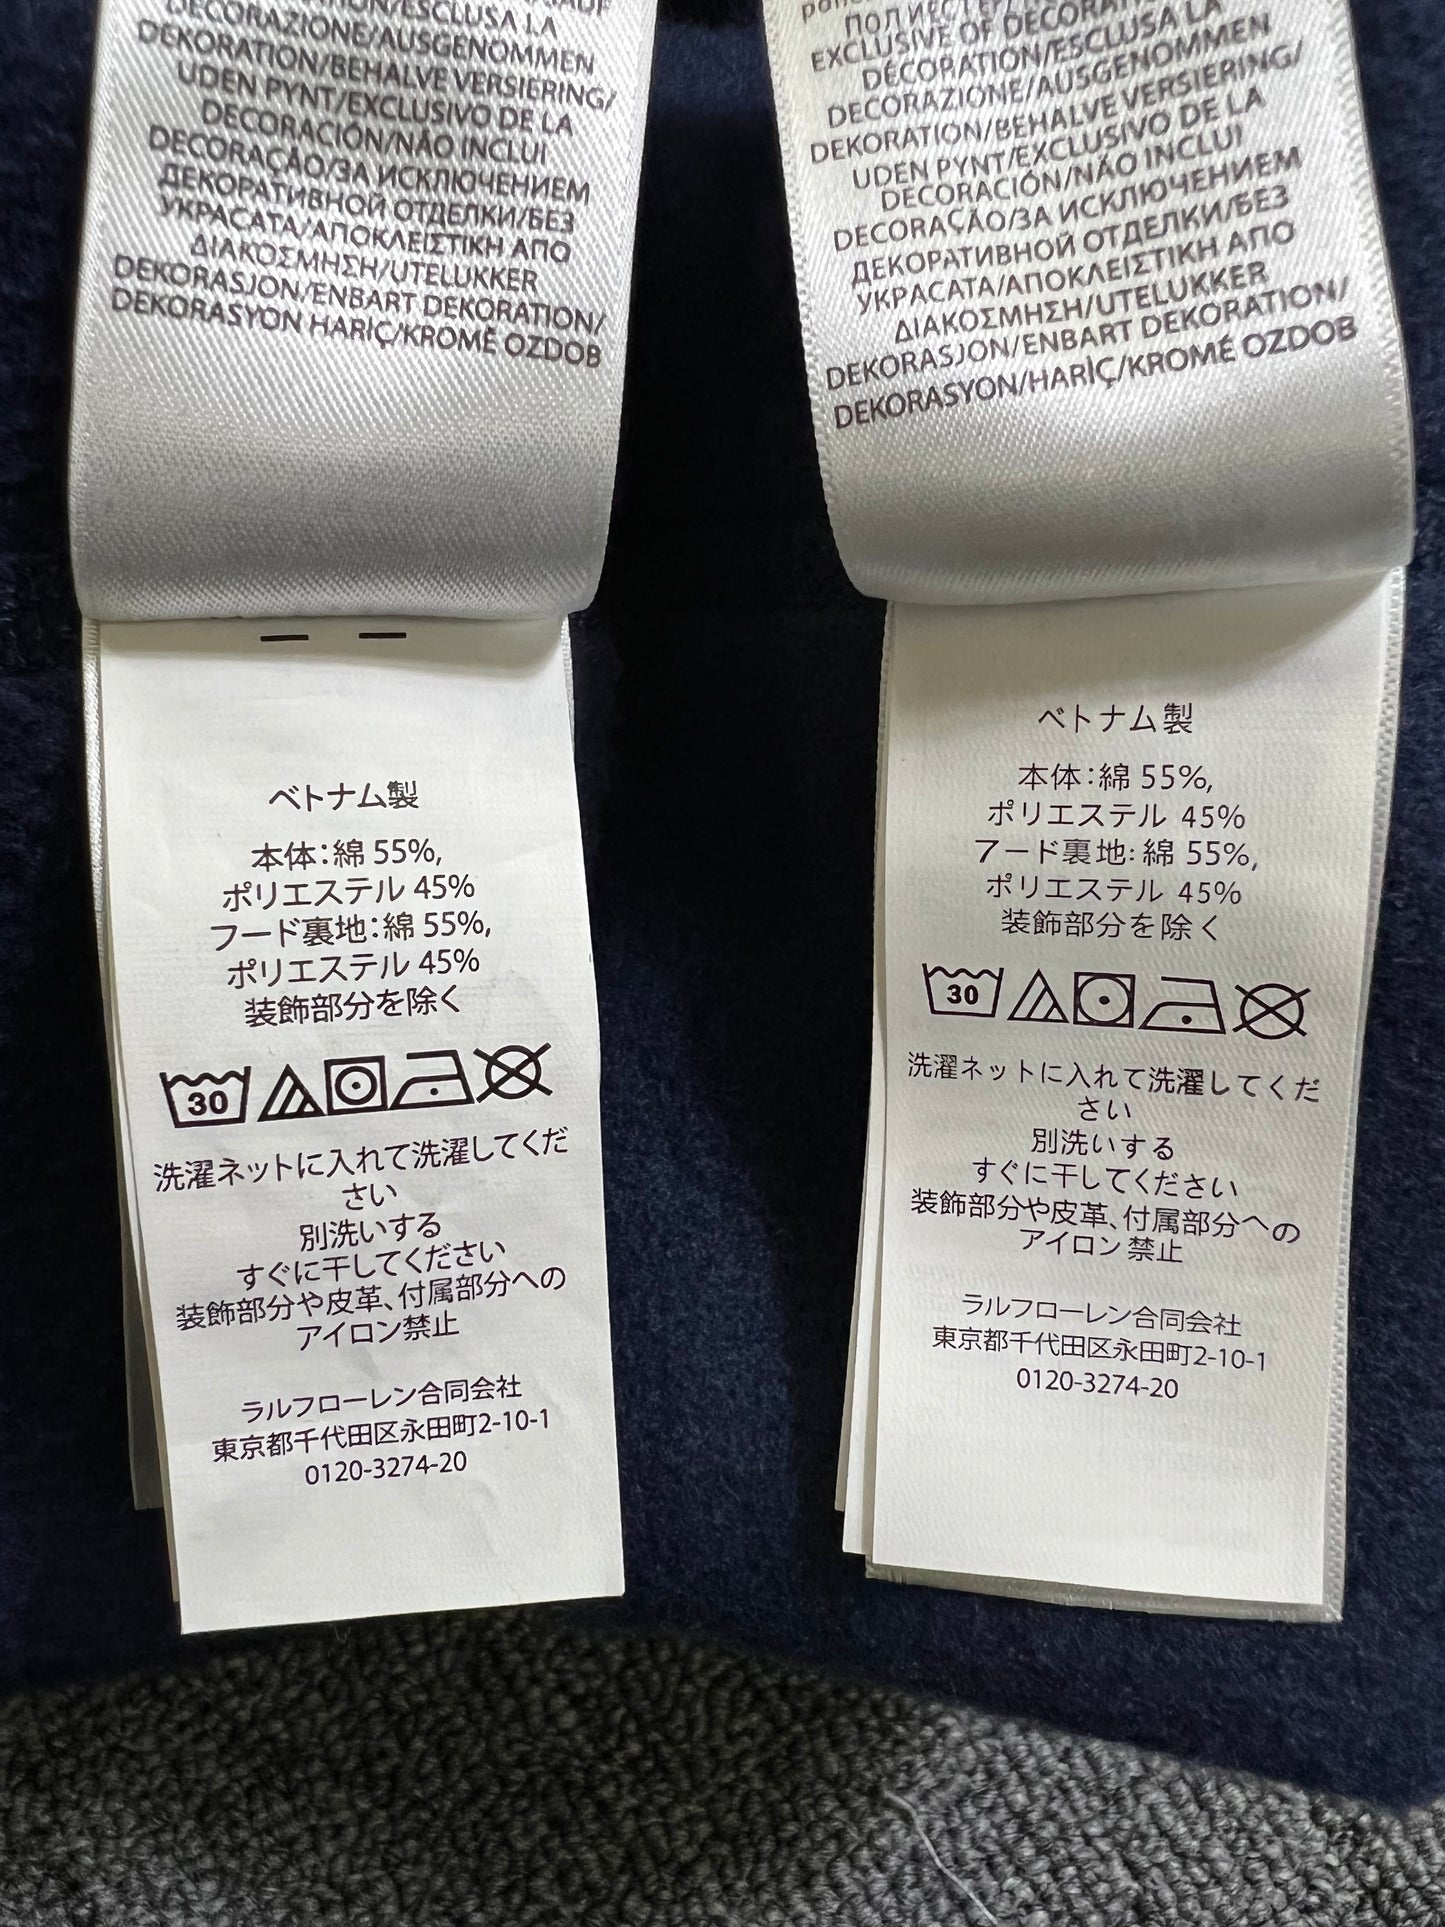 DÉCORATION/ESCLUSA LA
DECORAZIONE/AUSGENOMMEN
DEKORATION/BEHALVE VERSIERING/
UDEN PYNT/EXCLUSIVO DE LA
DECORACIÓN/NÃO INCLUI
DECORAÇÃO/ЗА ИСКЛЮЧЕНИЕМ
ДЕКОРАТИВНОЙ ОТДЕЛКИ/БЕЗ
УКРАСАТА/ΑΠΟΚΛΕΙΣΤΙΚΗ ΑΠΟ
ΔΙΑΚΟΣΜΗΣΗ/UTELUKKER
DEKORASJON/ENBART DEKORATION/
DEKORASYON HARİÇ/KROMĚ OZDOB
ベトナム製
本体:綿 55%,
ポリエステル 45%
フード裏地:綿 55%,
ポリエステル 45%
装飾部分を除く
30
洗濯ネットに入れて洗濯してくだ
さい
別洗いする
すぐに干してください
装飾部分や皮革、付属部分への
アイロン禁止
ラルフローレン合同会社
東京都千代田区永田町2-10-1
0120-3274-20
EXCLUSIVE OF DECORATION
DÉCORATION/ESCLUSA LA
DECORAZIONE/AUSGENOMMEN
DEKORATION/BEHALVE VERSIERING/
UDEN PYNT/EXCLUSIVO DE LA
DECORACIÓN/NÃO INCLUI
DECORAÇÃO/ЗА ИСКЛЮЧЕНИЕМ
ДЕКОРАТИВНОЙ ОТДЕЛКИ/БЕЗ
УКРАСАТА/ΑΠΟΚΛΕΙΣΤΙΚΗ ΑΠΟ
ΔΙΑΚΟΣΜΗΣΗ/UTELUKKER
DEKORASJON/ENBART DEKORATION/
DEKORASYON/HARİÇ/KROMÉ OZDOB
ベトナム製
本体:綿 55%,
ポリエステル 45%
フード裏地:綿 55%,
ポリエステル 45%
装飾部分を除く
30
洗濯ネットに入れて洗濯してくだ
さい
別洗いする
すぐに干してください
装飾部分や皮革、付属部分への
アイロン禁止
ラルフローレン合同会社
東京都千代田区永田町2-10-1
0120-3274-20